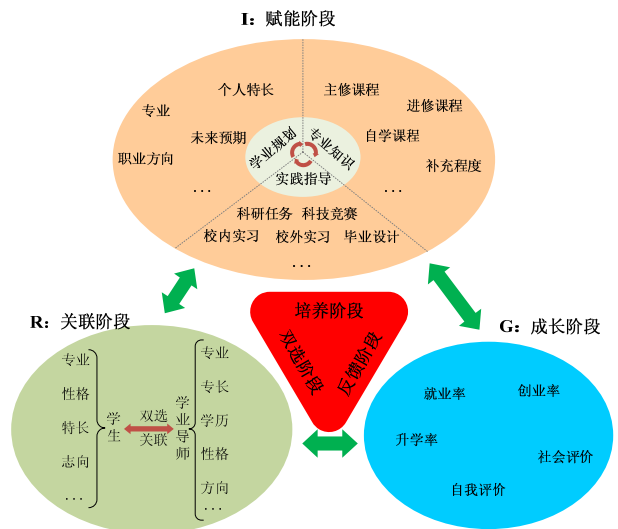 I: 赋能阶段
个人特长
主修课程
专业
进修课程
未来预期
自学课程
职业方向
补充程度
...
...
学业规划
专业知识
实践指导
科研任务
科技竞赛
校内实习
校外实习
毕业设计
...
培养阶段
双选阶段
反馈阶段
R: 关联阶段
专业
性格
特长
志向
...
学生
双选
关联
学业导师
专业
专长
学历
性格
方向
...
G: 成长阶段
就业率
创业率
升学率
社会评价
自我评价